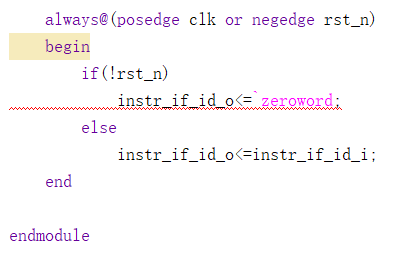 always@(posedge clk or negedge rst_n)
begin
if(!rst_n)
instr_if_id_o<=`zeroword;
else
instr_if_id_o<=instr_if_id_i;
end
endmodule